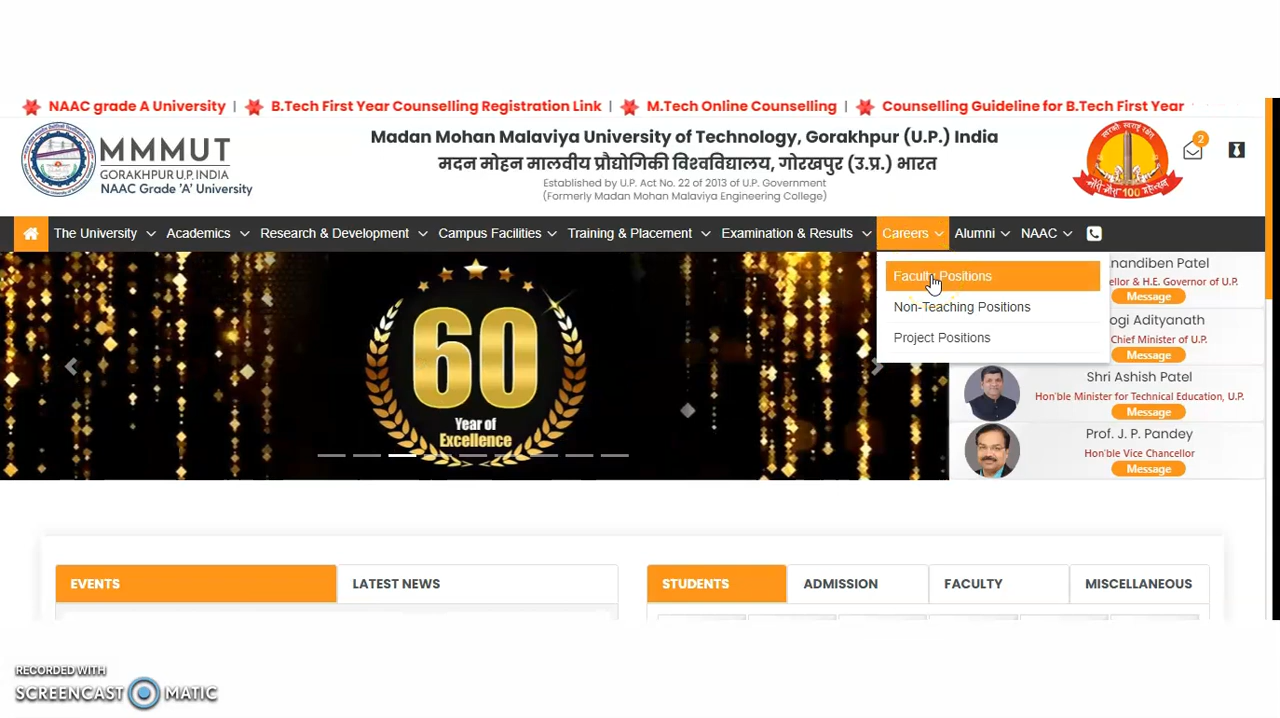 NAAC grade A University | B.Tech First Year Counselling Registration Link | M.Tech Online Counselling | Counselling Guideline for B.Tech First Year
MMMUT
GORAKHPUR U.P, INDIA
NAAC Grade 'A' University
Madan Mohan Malaviya University of Technology, Gorakhpur (U.P.) India
मदन मोहन मालवीय प्रौद्योगिकी विश्वविद्यालय, गोरखपुर (उ.प्र.) भारत
Established by U.P. Act No. 22 of 2013 of U.P. Government
(Formerly Madan Mohan Malaviya Engineering College)
100
2
The University Academics Research & Development Campus Facilities Training & Placement Examination & Results Careers Alumni NAAC
Faculty Positions
Non-Teaching Positions
Project Positions
60
Year of
Excellence
nandiben Patel
ellor & H.E. Governor of U.P.
Message
ogi Adityanath
Chief Minister of U.P.
Message
Shri Ashish Patel
Hon'ble Minister for Technical Education, U.P.
Message
Prof. J. P. Pandey
Hon'ble Vice Chancellor
Message
EVENTS LATEST NEWS
STUDENTS ADMISSION FACULTY MISCELLANEOUS
RECORDED WITH
SCREENCAST MATIC